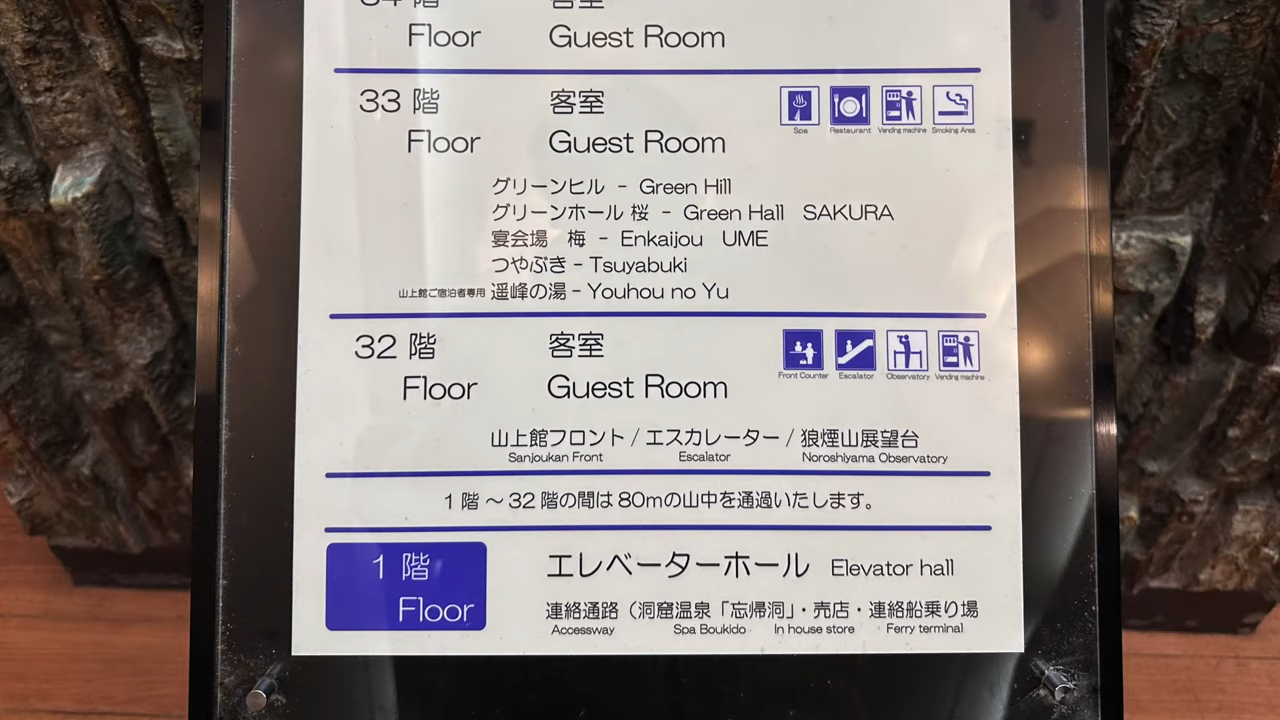 34 階 客室
Floor Guest Room
33 階 客室
Floor Guest Room
Spa Restaurant Vending machine Smoking Area
グリーンヒル - Green Hill
グリーンホール 桜 - Green Hall SAKURA
宴会場 梅 - Enkaijou UME
つやぶき - Tsuyabuki
山上館ご宿泊者専用 遥峰の湯 - Youhou no Yu
32 階 客室
Floor Guest Room
Front Counter Escalator Observatory Vending machine
山上館フロント / エスカレーター / 狼煙山展望台
Sanjoukan Front Escalator Noroshiyama Observatory
1 階 ～ 32 階の間は 80mの山中を通過いたします。
1 階 エレベーターホール Elevator hall
Floor
連絡通路（洞窟温泉「忘帰洞」・売店・連絡船乗り場
Accessway Spa Boukido In house store Ferry terminal